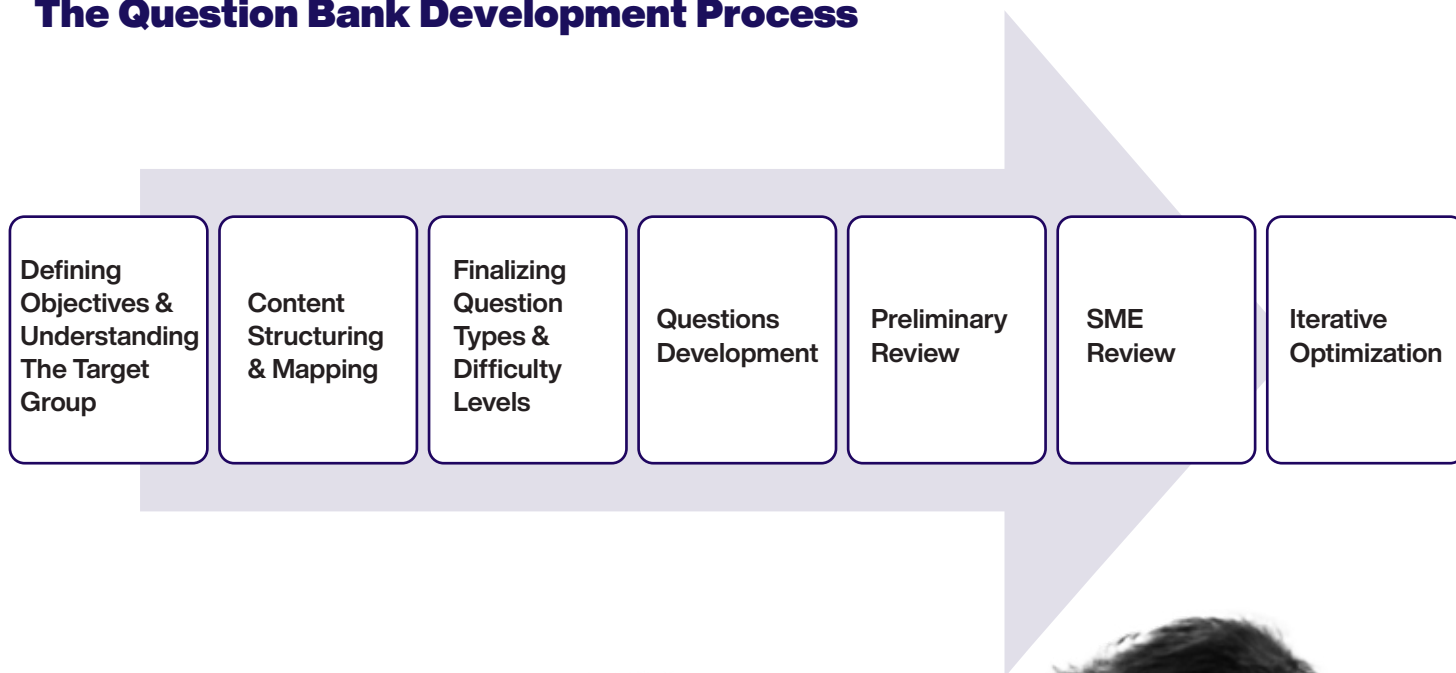 The Question Bank Development Process
Defining
Objectives &
Understanding
The Target
Group
Content
Structuring
& Mapping
Finalizing
Question
Types &
Difficulty
Levels
Questions
Development
Preliminary
Review
SME
Review
Iterative
Optimization